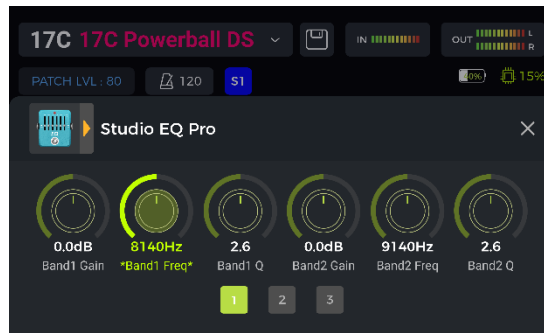 17C 17C Powerball DS
IN
OUT L
R
PATCH LVL : 80
120
S1
40%
15%
Studio EQ Pro
0.0dB
8140Hz
2.6
0.0dB
9140Hz
2.6
Band1 Gain
*Band1 Freq*
Band1 Q
Band2 Gain
Band2 Freq
Band2 Q
1
2
3